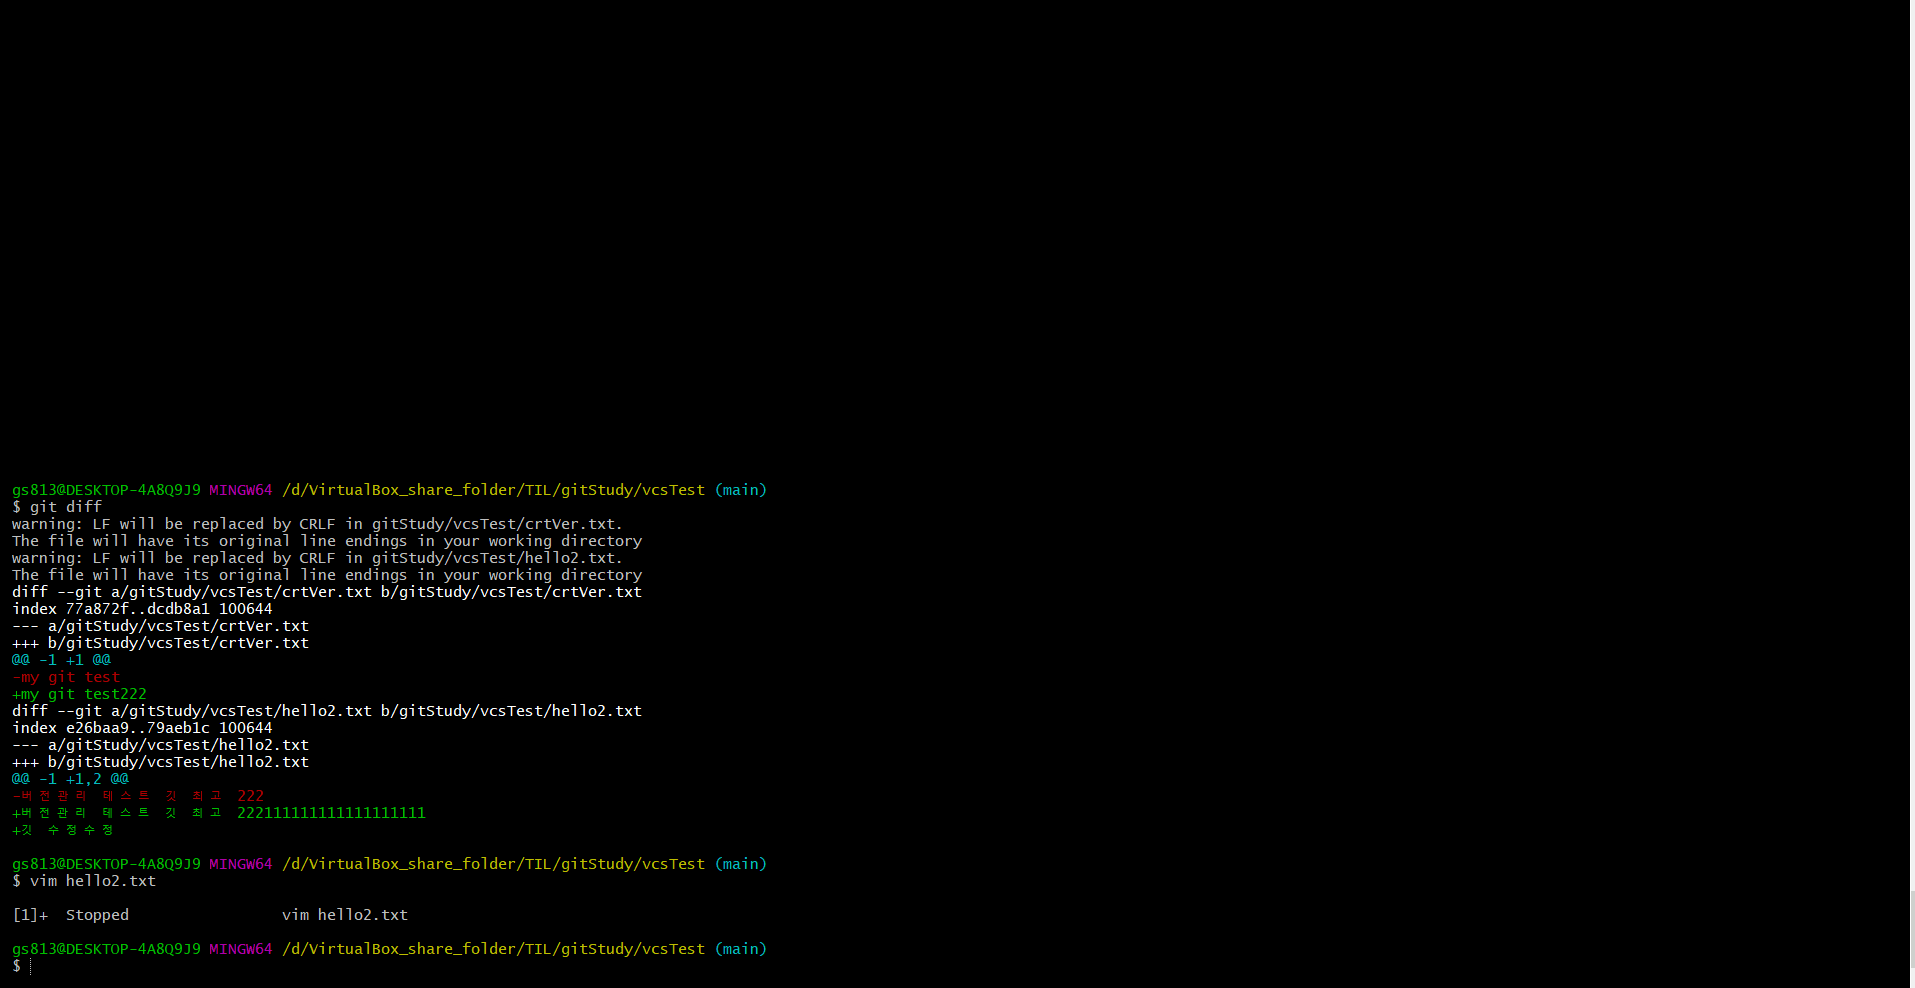 gs813@DESKTOP-4A8Q9J9 MINGW64 /d/VirtualBox_share_folder/TIL/gitStudy/vcsTest (main)
$ git diff
warning: LF will be replaced by CRLF in gitStudy/vcsTest/crtVer.txt.
The file will have its original line endings in your working directory
warning: LF will be replaced by CRLF in gitStudy/vcsTest/hello2.txt.
The file will have its original line endings in your working directory
diff --git a/gitStudy/vcsTest/crtVer.txt b/gitStudy/vcsTest/crtVer.txt
index 77a872f..dcdb8a1 100644
--- a/gitStudy/vcsTest/crtVer.txt
+++ b/gitStudy/vcsTest/crtVer.txt
@@ -1 +1 @@
-my git test
+my git test222
diff --git a/gitStudy/vcsTest/hello2.txt b/gitStudy/vcsTest/hello2.txt
index e26baa9..79aeb1c 100644
--- a/gitStudy/vcsTest/hello2.txt
+++ b/gitStudy/vcsTest/hello2.txt
@@ -1 +1,2 @@
-버전관리 테스트 깃 최고 222
+버전관리 테스트 깃 최고 222111111111111111111
+깃 수정수정
gs813@DESKTOP-4A8Q9J9 MINGW64 /d/VirtualBox_share_folder/TIL/gitStudy/vcsTest (main)
$ vim hello2.txt
[1]+  Stopped                 vim hello2.txt
gs813@DESKTOP-4A8Q9J9 MINGW64 /d/VirtualBox_share_folder/TIL/gitStudy/vcsTest (main)
$